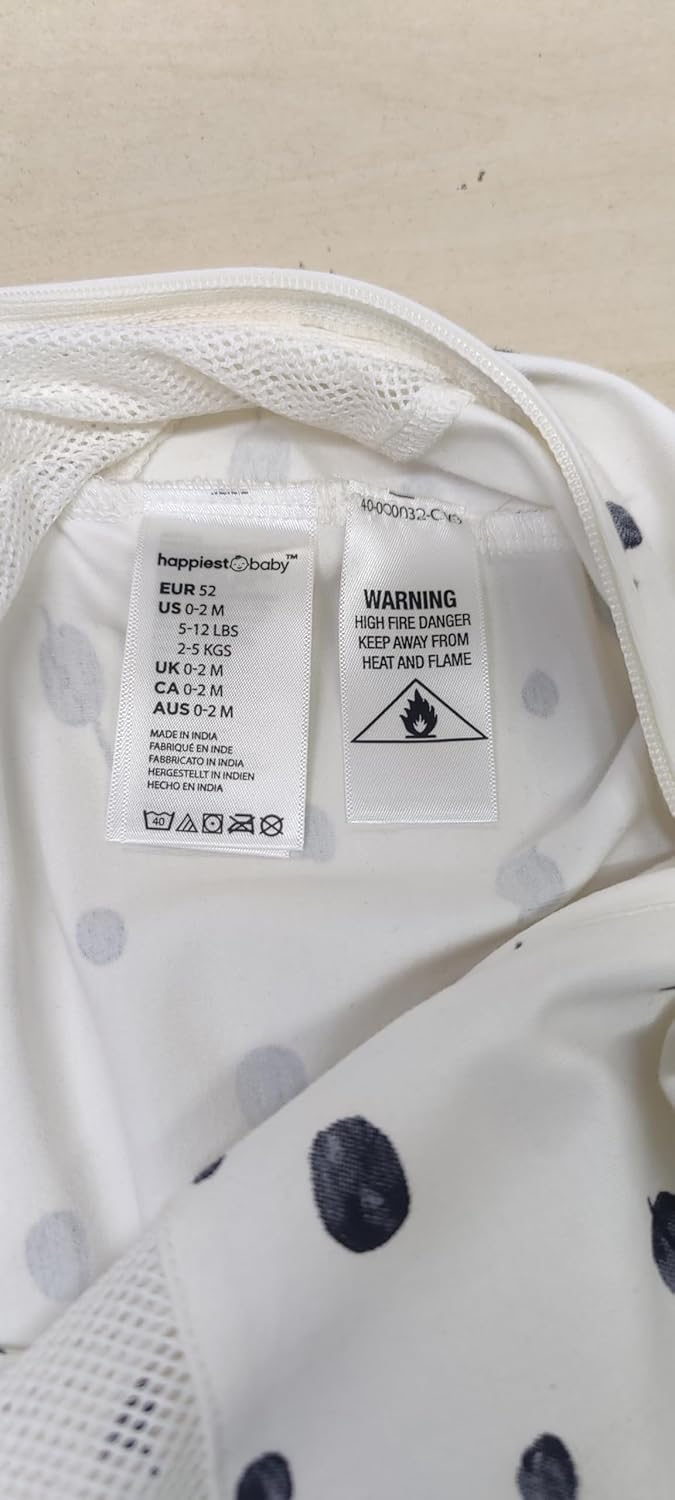 happiest baby™
EUR 52
US 0-2 M
5-12 LBS
2-5 KGS
UK 0-2 M
CA 0-2 M
AUS 0-2 M
MADE IN INDIA
FABRIQUÉ EN INDE
FABBRICATO IN INDIA
HERGESTELLT IN INDIEN
HECHO EN INDIA
40
WARNING
HIGH FIRE DANGER
KEEP AWAY FROM
HEAT AND FLAME